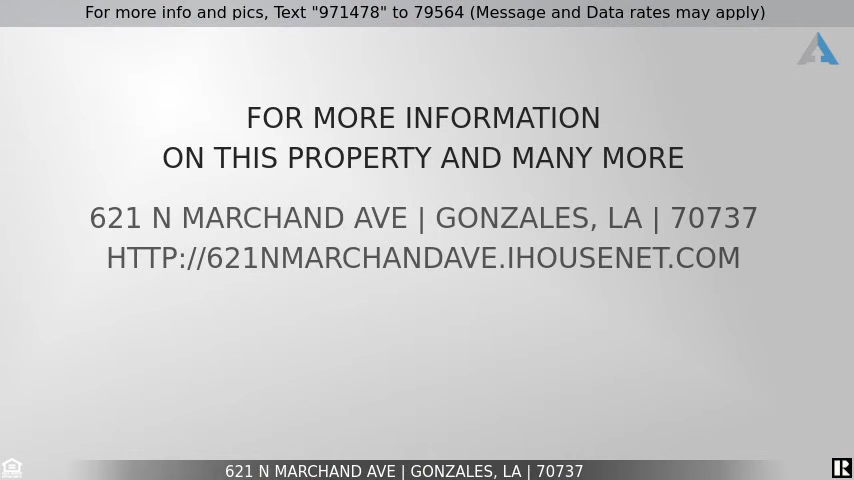 For more info and pics, Text "971478" to 79564 (Message and Data rates may apply)
FOR MORE INFORMATION
ON THIS PROPERTY AND MANY MORE
621 N MARCHAND AVE | GONZALES, LA | 70737
HTTP://621NMARCHANDAVE.IHOUSENET.COM
621 N MARCHAND AVE | GONZALES, LA | 70737